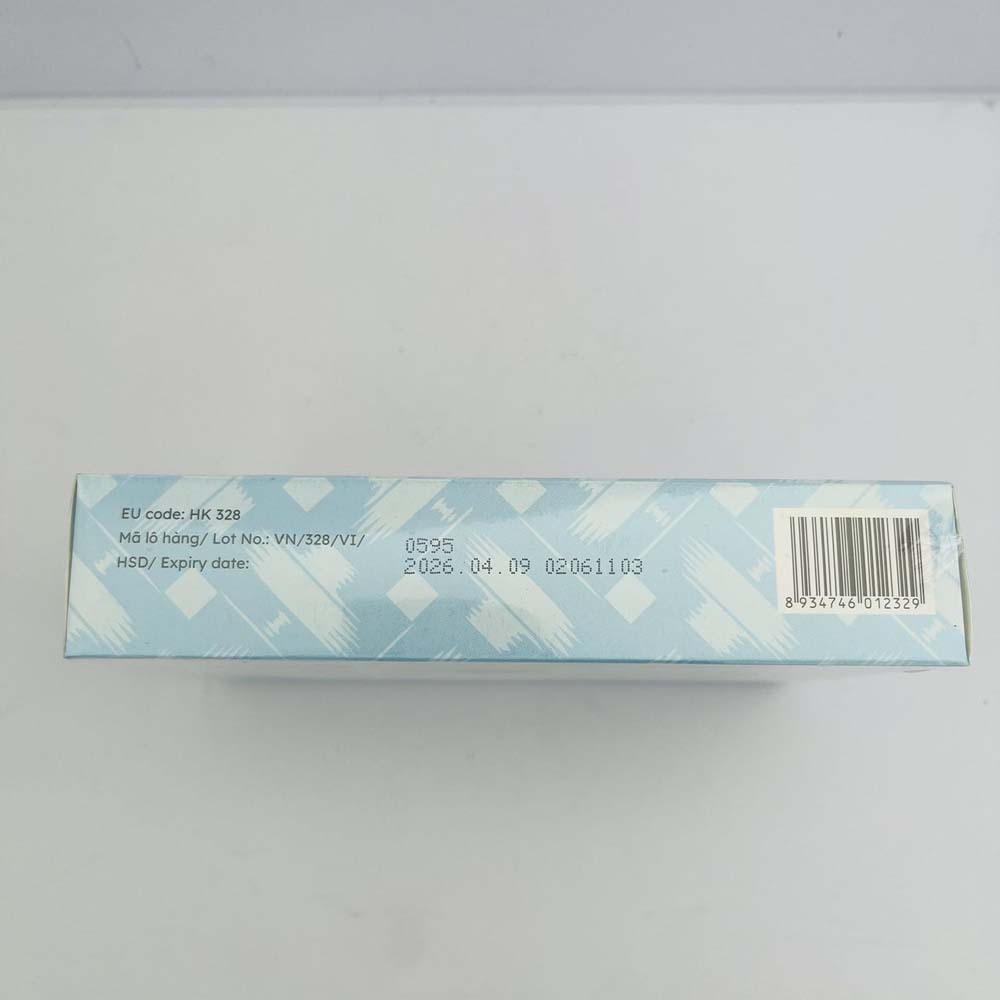 EU code: HK 328
Mã lô hàng/ Lot No.: VN/328/VI/ 0595
HSD/ Expiry date: 2026.04.09 02061103
8 934746 012329